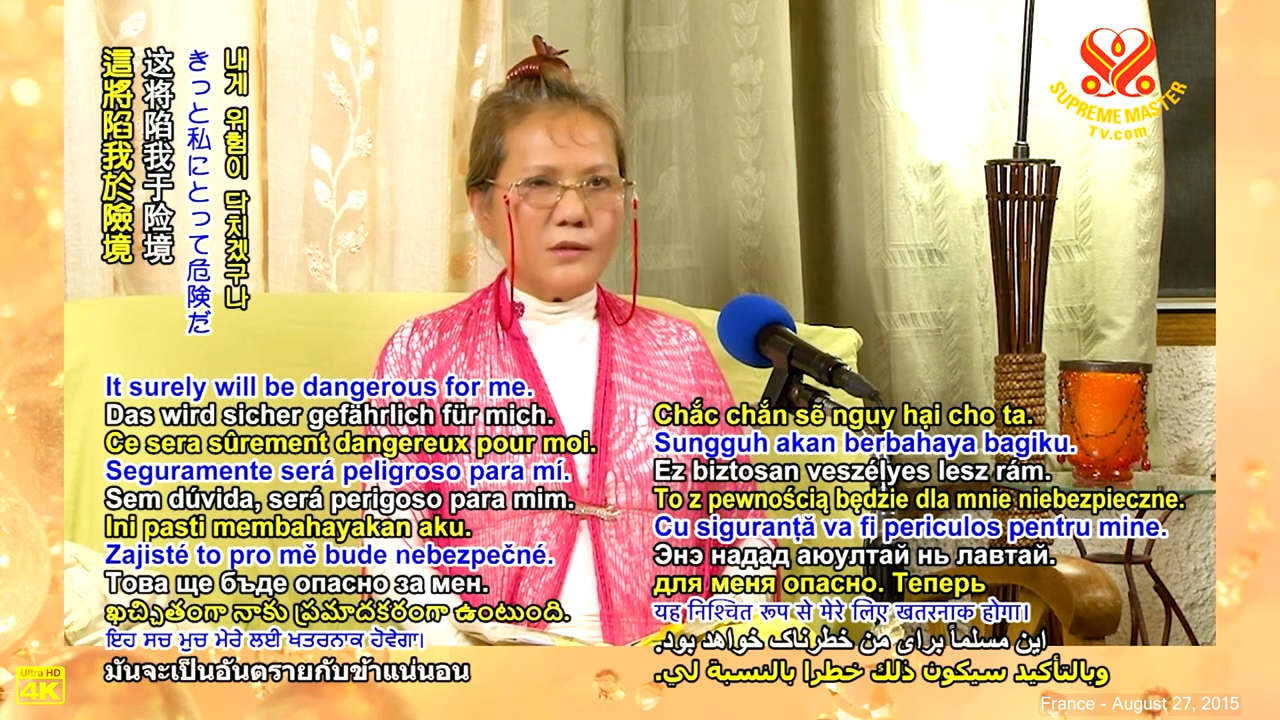 這將陷我於險境
这将陷我于险境
きっと私にとって危険だ
내게 위험이 닥치겠구나
SUPREME MASTER
TV.com
It surely will be dangerous for me.
Das wird sicher gefährlich für mich.
Ce sera sûrement dangereux pour moi.
Seguramente será peligroso para mí.
Sem dúvida, será perigoso para mim.
Ini pasti membahayakan aku.
Zajisté to pro mě bude nebezpečné.
Това ще бъде опасно за мен.
ఖచ్చితంగా నాకు ప్రమాదకరంగా ఉంటుంది.
ਇਹ ਸਚ ਮੁਚ ਮੇਰੇ ਲਈ ਖਤਰਨਾਕ ਹੋਵੇਗਾ।
มันจะเป็นอันตรายกับข้าแน่นอน
Chắc chắn sẽ nguy hại cho ta.
Sungguh akan berbahaya bagiku.
Ez biztosan veszélyes lesz rám.
To z pewnością będzie dla mnie niebezpieczne.
Cu siguranță va fi periculos pentru mine.
Энэ надад аюултай нь лавтай.
для меня опасно. Теперь
यह निश्चित रूप से मेरे लिए खतरनाक होगा।
این مسلماً برای من خطرناک خواهد بود.
وبالتأكيد سيكون ذلك خطرا بالنسبة لي.
Ultra HD
4K
France - August 27, 2015